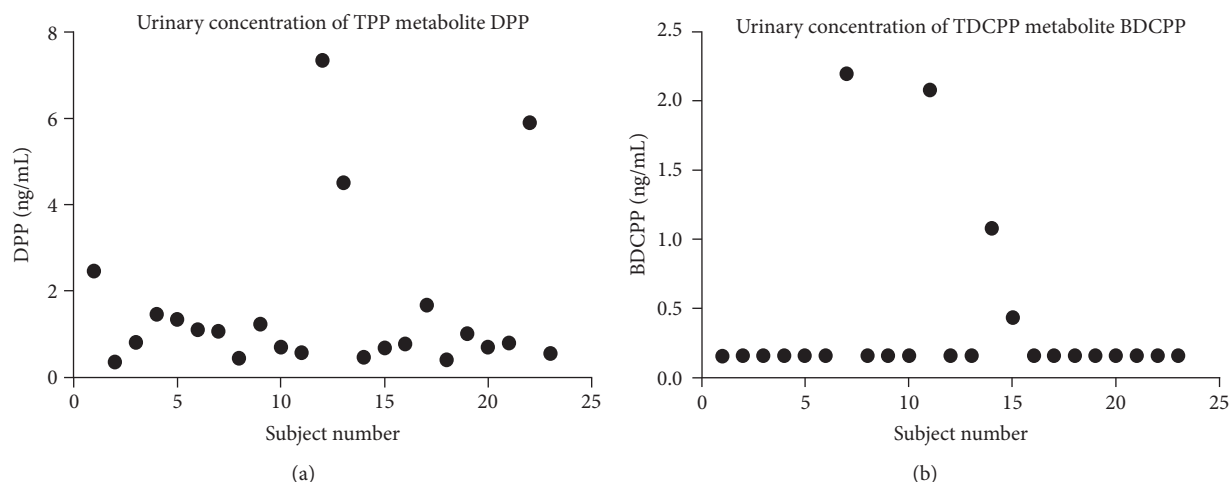 Urinary concentration of TPP metabolite DPP
8
6
4
2
0
DPP (ng/mL)
0 5 10 15 20 25
Subject number
(a)
Urinary concentration of TDCPP metabolite BDCPP
2.5
2.0
1.5
1.0
0.5
0.0
BDCPP (ng/mL)
0 5 10 15 20 25
Subject number
(b)